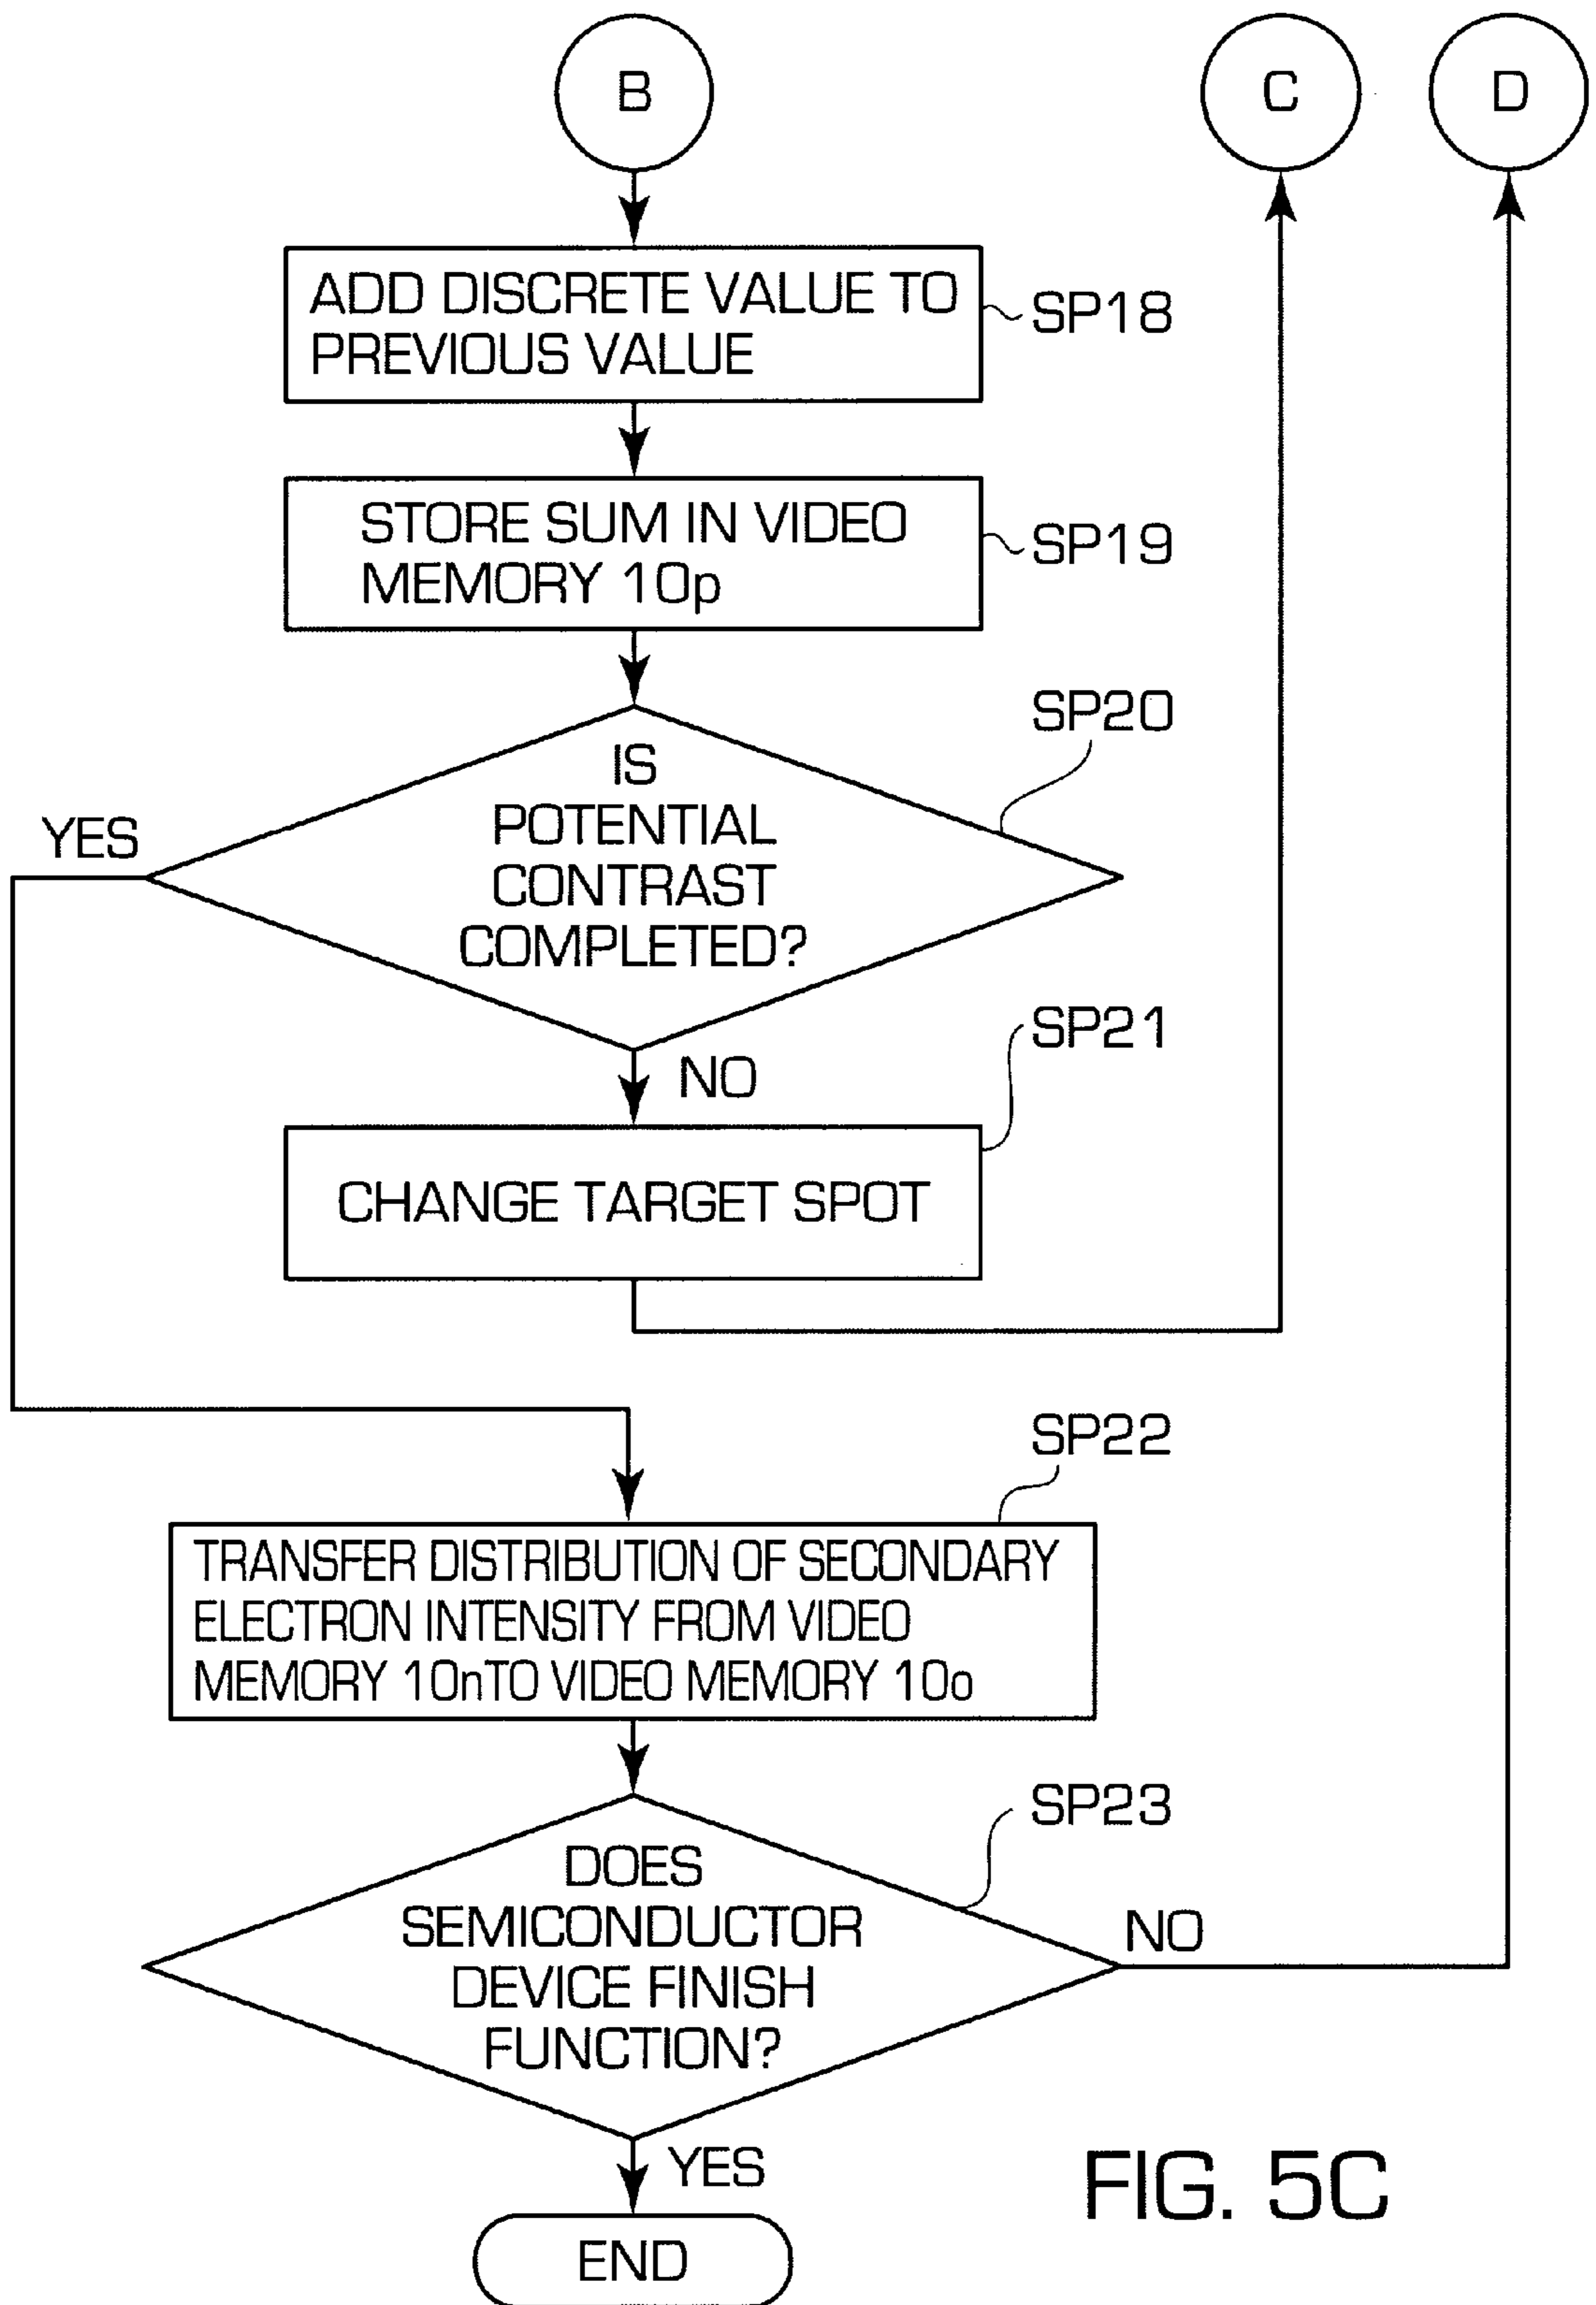 B
C
D
ADD DISCRETE VALUE TO
PREVIOUS VALUE
SP18
STORE SUM IN VIDEO
MEMORY 10p
SP19
SP20
IS
POTENTIAL
CONTRAST
COMPLETED?
YES
NO
SP21
CHANGE TARGET SPOT
SP22
TRANSFER DISTRIBUTION OF SECONDARY
ELECTRON INTENSITY FROM VIDEO
MEMORY 10nTO VIDEO MEMORY 10o
SP23
DOES
SEMICONDUCTOR
DEVICE FINISH
FUNCTION?
NO
YES
END
FIG. 5C